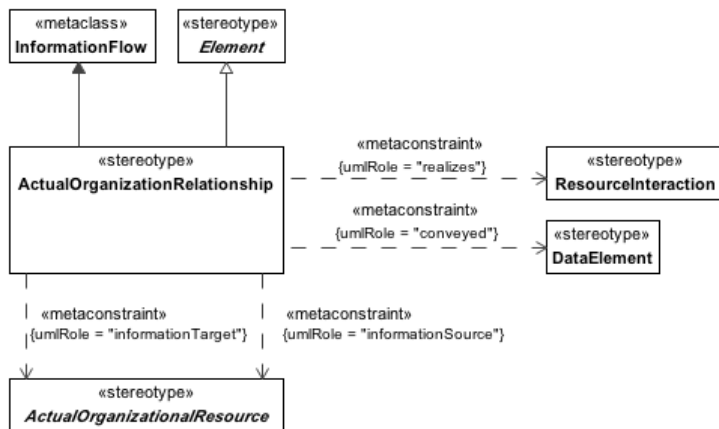 «metaclass»
InformationFlow
«stereotype»
Element
«stereotype»
ActualOrganizationRelationship
«metaconstraint»
{umlRole = "realizes"}
«stereotype»
ResourceInteraction
«metaconstraint»
{umlRole = "conveyed"}
«stereotype»
DataElement
«metaconstraint»
{umlRole = "informationTarget"}
«metaconstraint»
{umlRole = "informationSource"}
«stereotype»
ActualOrganizationalResource